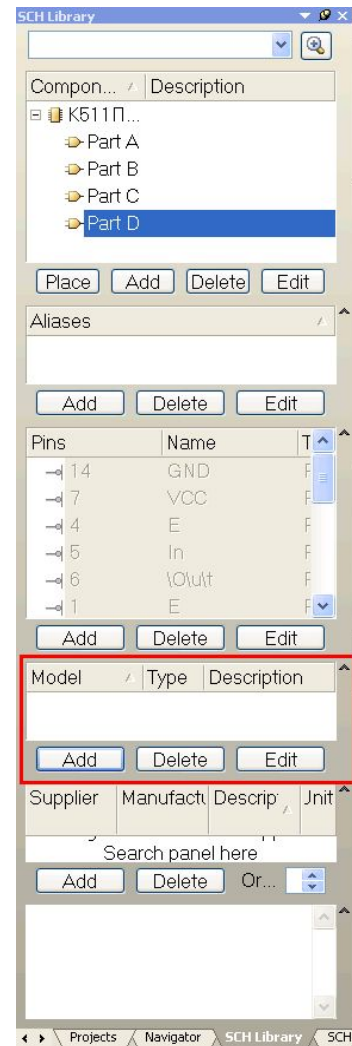 SCH Library
Compon... Description
К511П...
Part A
Part B
Part C
Part D
Place Add Delete Edit
Aliases
Add Delete Edit
Pins Name T
14 GND P
7 VCC P
4 E P
5 In P
6 \O\u\t P
1 E P
Add Delete Edit
Model Type Description
Add Delete Edit
Supplier Manufactu Descrip Unit
Search panel here
Add Delete Or...
Projects Navigator SCH Library SCH